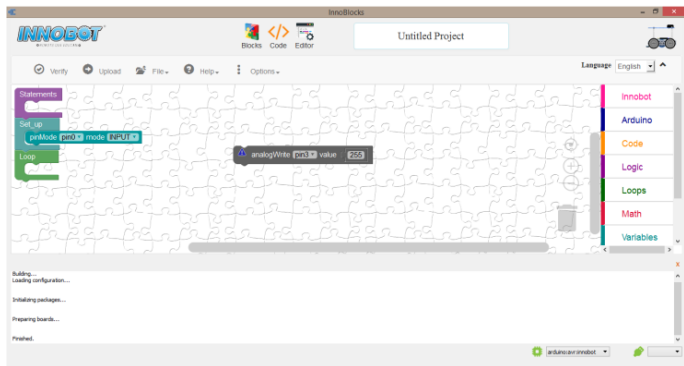 InnoBlocks
INNOBOT
Blocks Code Editor
Untitled Project
Verify Upload File Help Options
Language English
Statements
Set_up
pinMode pin0 mode INPUT
Loop
analogWrite pin3 value 255
Innobot
Arduino
Code
Logic
Loops
Math
Variables
Building...
Loading configuration...
Initializing packages...
Preparing boards...
Finished.
arduino:avr:innobot